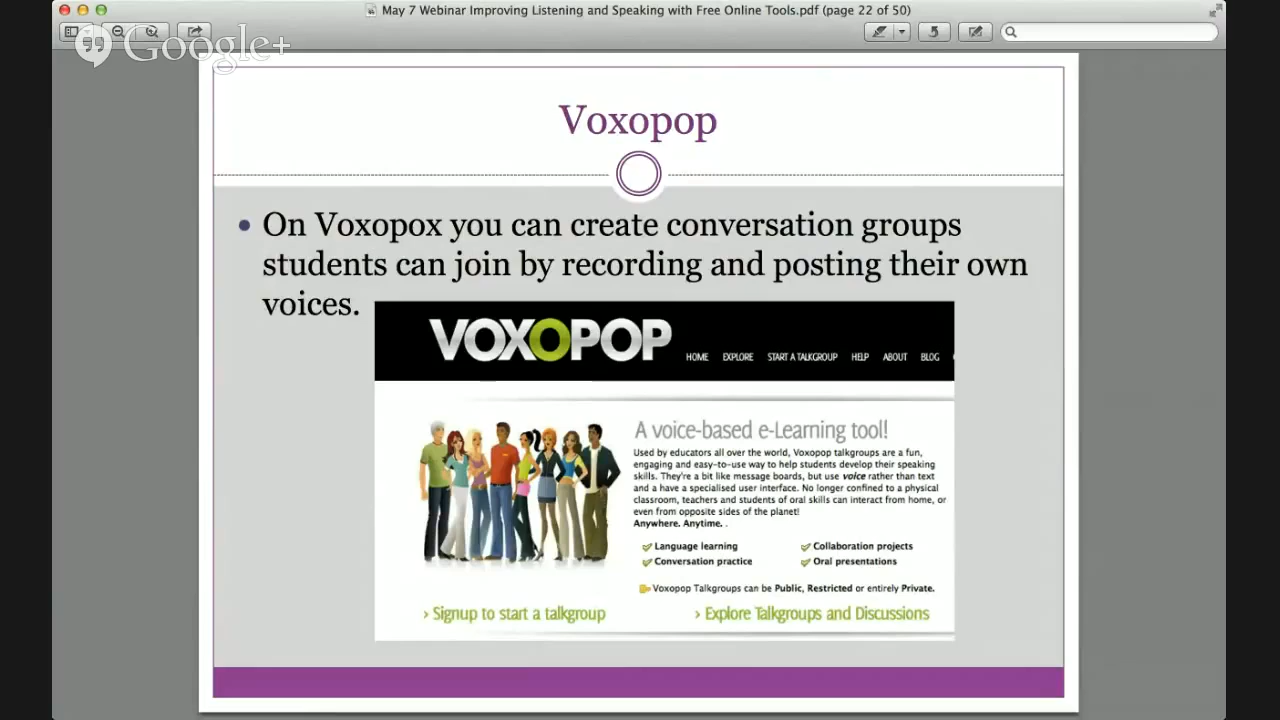 May 7 Webinar Improving Listening and Speaking with Free Online Tools.pdf (page 22 of 50)
Google+
Voxopop
• On Voxopox you can create conversation groups
students can join by recording and posting their own
voices.
VOXOPOP
HOME EXPLORE START A TALKGROUP HELP ABOUT BLOG
A voice-based e-Learning tool!
Used by educators all over the world, Voxopop talkgroups are a fun,
engaging and easy-to-use way to help students develop their speaking
skills. They're a bit like message boards, but use voice rather than text
and a have a specialised user interface. No longer confined to a physical
classroom, teachers and students of oral skills can interact from home, or
even from opposite sides of the planet!
Anywhere. Anytime. .
Language learning Collaboration projects
Conversation practice Oral presentations
Voxopop Talkgroups can be Public, Restricted or entirely Private.
› Signup to start a talkgroup › Explore Talkgroups and Discussions